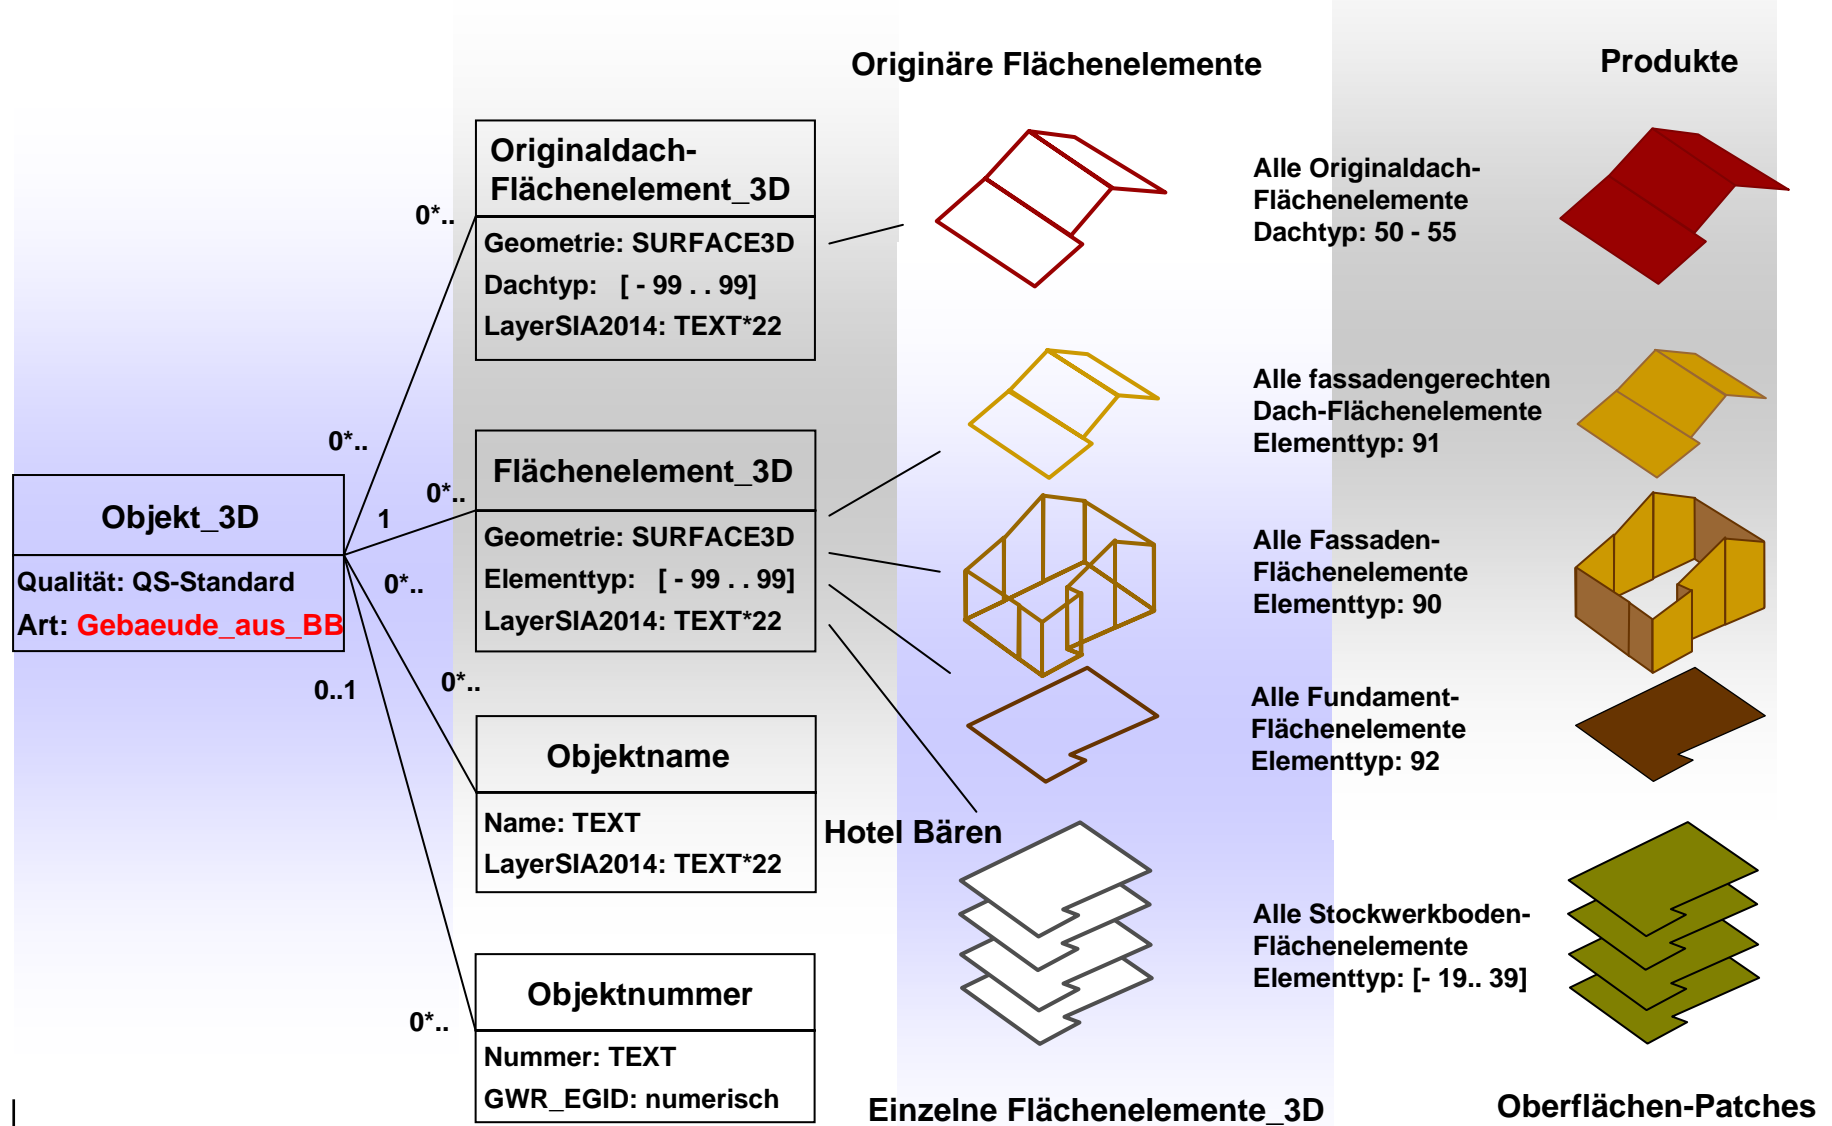 Originäre Flächenelemente
Produkte
Originaldach-
Flächenelement_3D
Geometrie: SURFACE3D
Dachtyp: [ - 99 . . 99]
LayerSIA2014: TEXT*22
0*..
Alle Originaldach-
Flächenelemente
Dachtyp: 50 - 55
Alle fassadengerechten
Dach-Flächenelemente
Elementtyp: 91
0*..
0*..
1
Flächenelement_3D
Geometrie: SURFACE3D
Elementtyp: [ - 99 . . 99]
LayerSIA2014: TEXT*22
Objekt_3D
Qualität: QS-Standard
Art: Gebaeude_aus_BB
0*..
Alle Fassaden-
Flächenelemente
Elementtyp: 90
0..1
0*..
Alle Fundament-
Flächenelemente
Elementtyp: 92
Objektname
Name: TEXT
LayerSIA2014: TEXT*22
Hotel Bären
Alle Stockwerkboden-
Flächenelemente
Elementtyp: [- 19.. 39]
0*..
Objektnummer
Nummer: TEXT
GWR_EGID: numerisch
Einzelne Flächenelemente_3D
Oberflächen-Patches